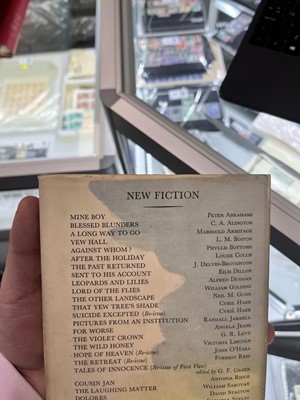 NEW FICTION
MINE BOY PETER ABRAHAMS
BLESSED BLUNDERS C. A. ALINGTON
A LONG WAY TO GO MARIGOLD ARMITAGE
YEW HALL L. M. BOSTON
AGAINST WHOM? PHYLLIS BOTTOME
AFTER THE HOLIDAY LOUISE COLLIS
THE PAST RETURNED J. DELVES-BROUGHTON
SENT TO HIS ACCOUNT EILÍS DILLON
LEOPARDS AND LILIES ALFRED DUGGAN
LORD OF THE FLIES WILLIAM GOLDING
THE OTHER LANDSCAPE NEIL M. GUNN
THAT YEW TREE'S SHADE CYRIL HARE
SUICIDE EXCEPTED (Re-issue) CYRIL HARE
PICTURES FROM AN INSTITUTION RANDALL JARRELL
FOR WORSE ANGELA JEANS
THE VIOLET CROWN G. R. LEVY
THE WILD HONEY VICTORIA LINCOLN
HOPE OF HEAVEN (Re-issue) JOHN O'HARA
THE RETREAT (Re-issue) FORREST REID
TALES OF INNOCENCE (Re-issue of First View)
edited by G. F. GREEN
COUSIN JAN ANTONIA RIDGE
THE LAUGHING MATTER WILLIAM SAROYAN
DOLORES DAVID STACTON